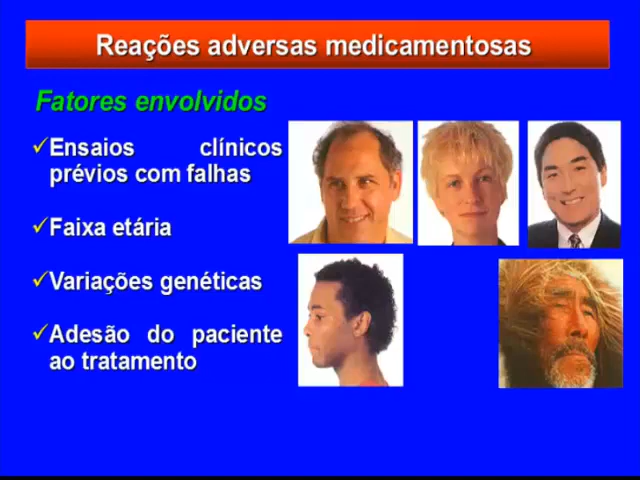 Reações adversas medicamentosas
Fatores envolvidos
Ensaios clínicos
prévios com falhas
Faixa etária
Variações genéticas
Adesão do paciente
ao tratamento